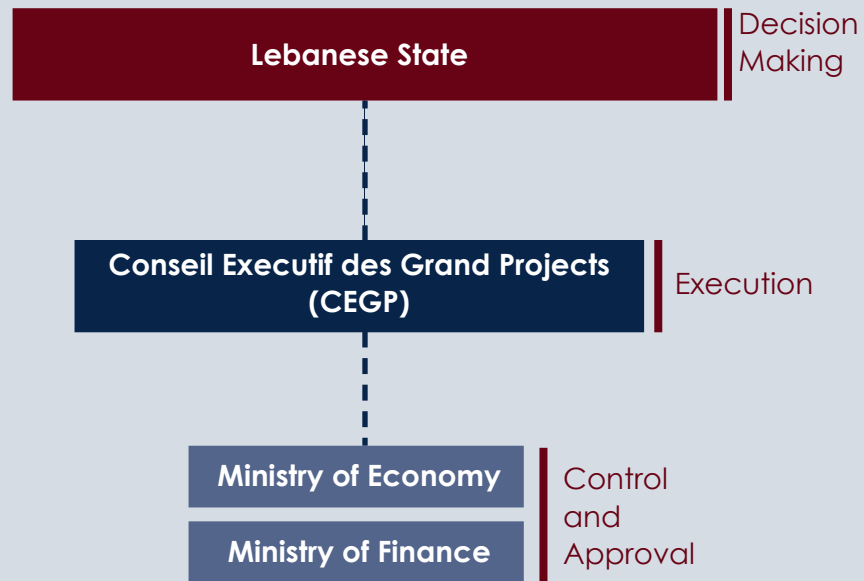 Lebanese State
Decision
Making
Conseil Executif des Grand Projects
(CEGP)
Execution
Ministry of Economy
Ministry of Finance
Control
and
Approval